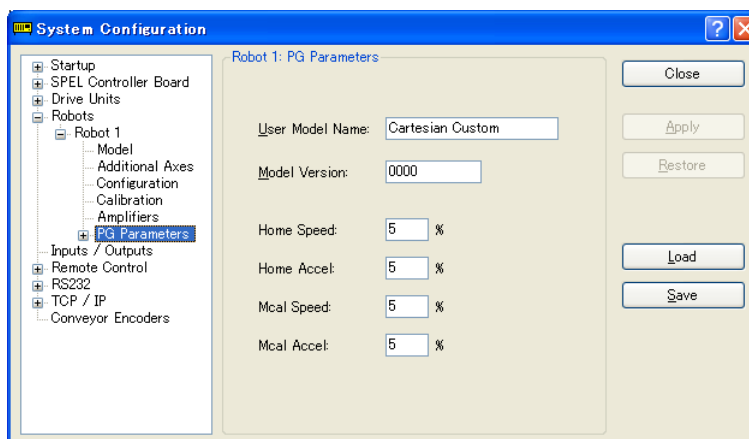 System Configuration
Startup
SPEL Controller Board
Drive Units
Robots
Robot 1
Model
Additional Axes
Configuration
Calibration
Amplifiers
PG Parameters
Inputs / Outputs
Remote Control
RS232
TCP / IP
Conveyor Encoders
Robot 1: PG Parameters
User Model Name: Cartesian Custom
Model Version: 0000
Home Speed: 5 %
Home Accel: 5 %
Mcal Speed: 5 %
Mcal Accel: 5 %
Close
Apply
Restore
Load
Save